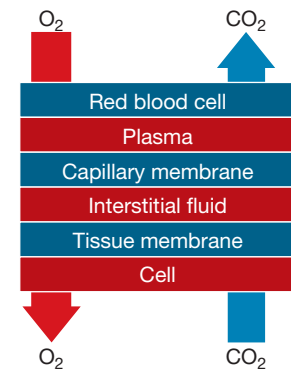 O₂ CO₂
Red blood cell
Plasma
Capillary membrane
Interstitial fluid
Tissue membrane
Cell
O₂ CO₂